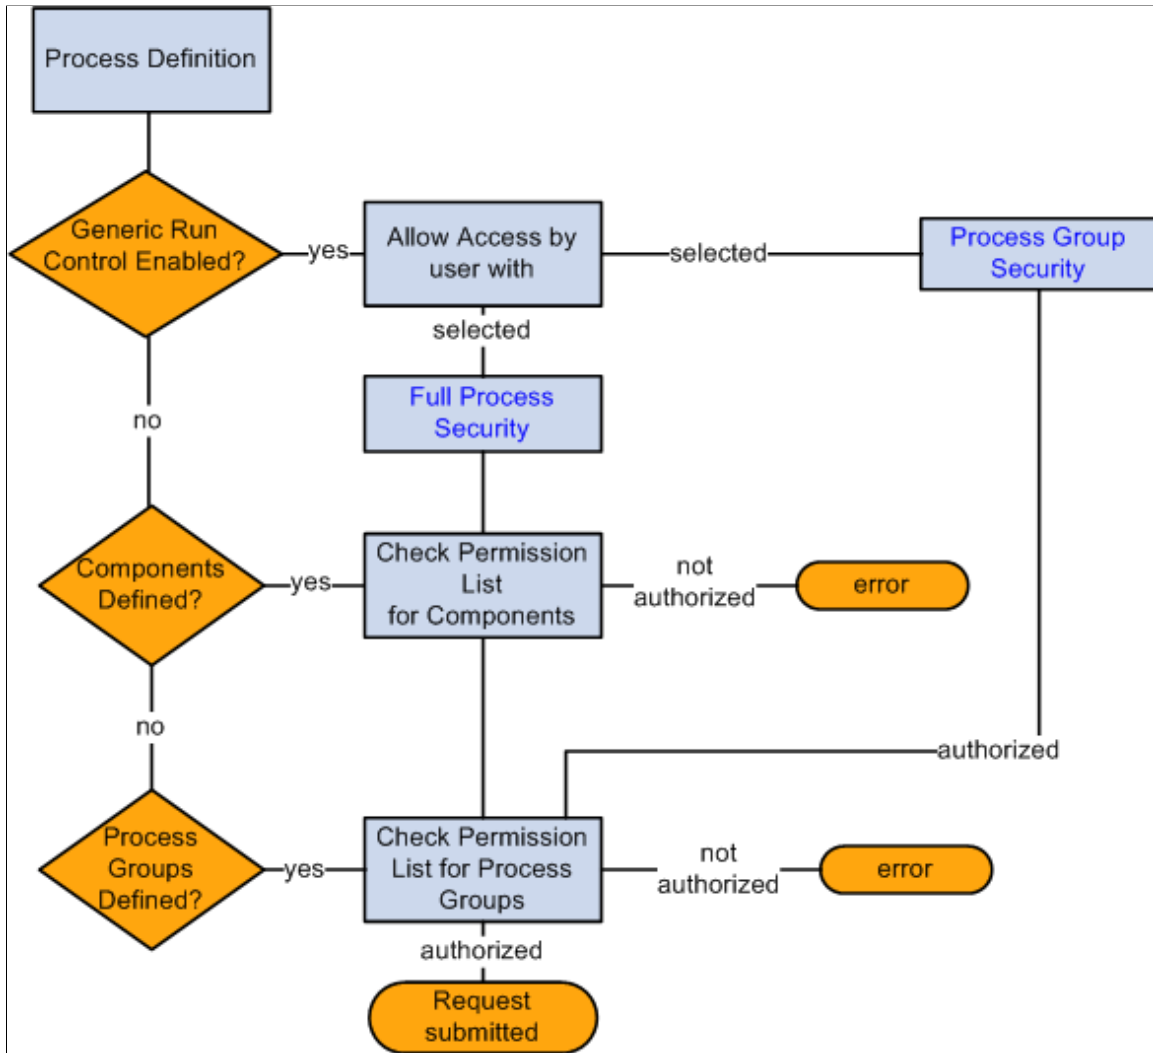 Process Definition
Generic Run
Control Enabled?
yes
Allow Access by
user with
selected
Process Group
Security
selected
Full Process
Security
no
Components
Defined?
yes
Check Permission
List
for Components
not
authorized
error
no
authorized
Process
Groups
Defined?
yes
Check Permission
List for Process
Groups
not
authorized
error
authorized
Request
submitted